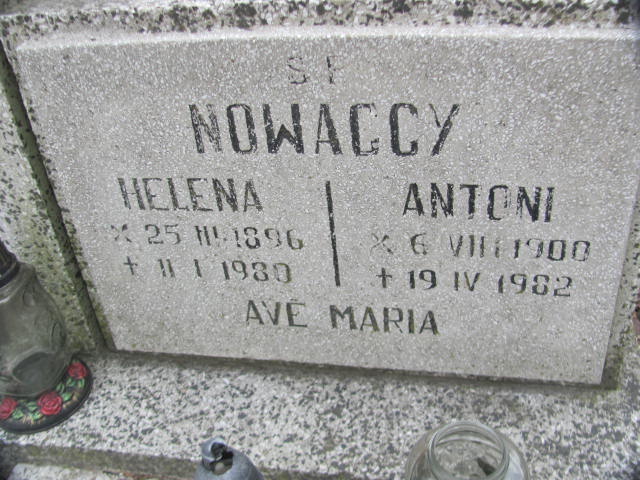 Ś P
NOWACCY
HELENA
* 25 III 1896
+ 11 I 1980
ANTONI
* 6 VIII 1900
+ 19 IV 1982
AVE MARIA